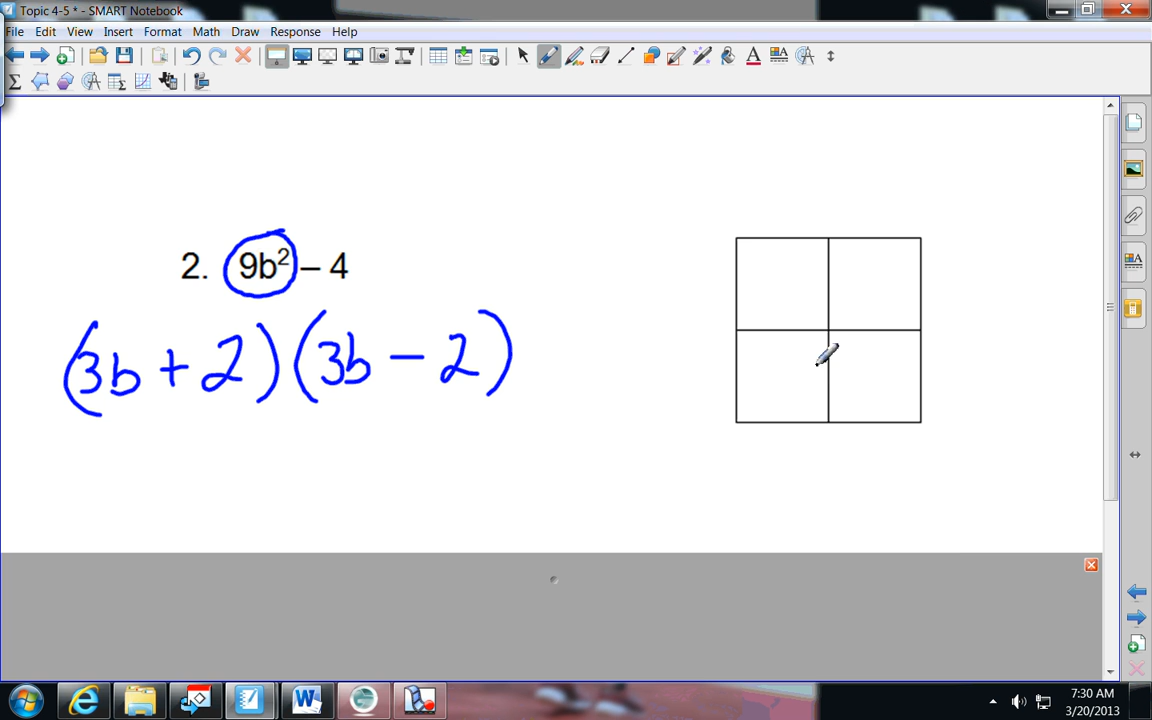 Topic 4-5 * - SMART Notebook
File Edit View Insert Format Math Draw Response Help
2. 9b² – 4
(3b + 2)(3b - 2)
7:30 AM
3/20/2013